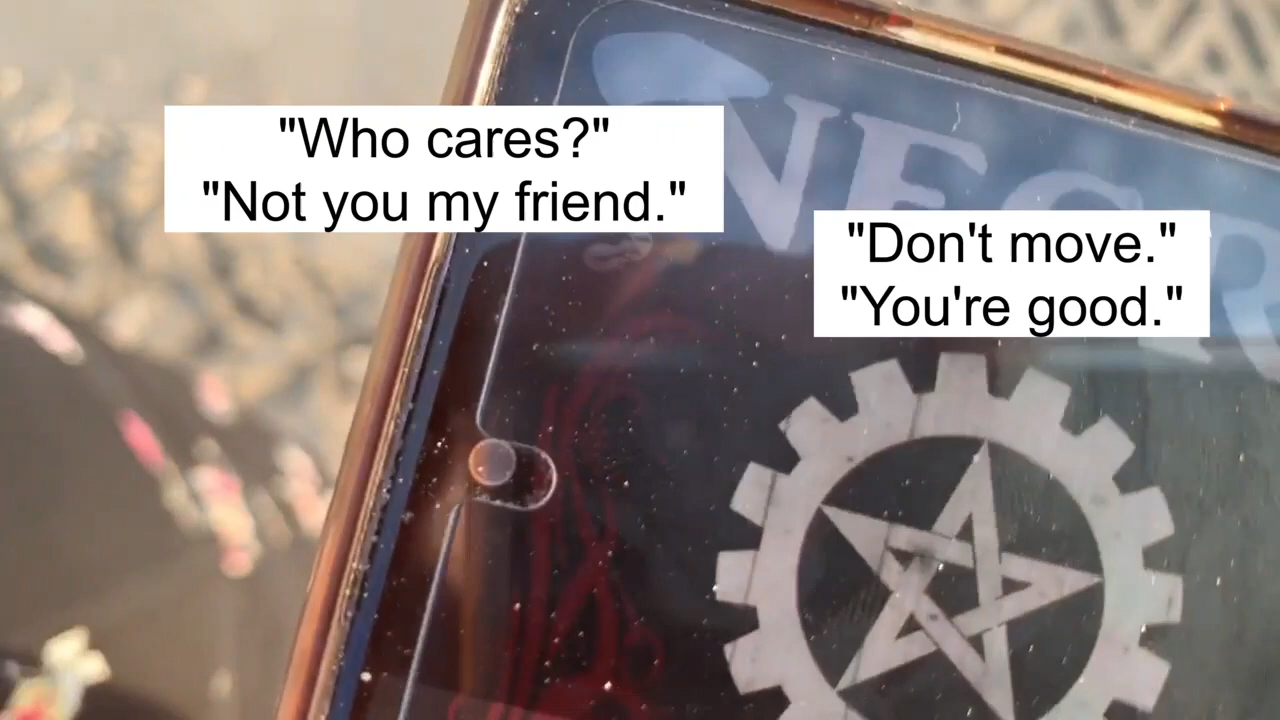 "Who cares?"
"Not you my friend."
"Don't move."
"You're good."